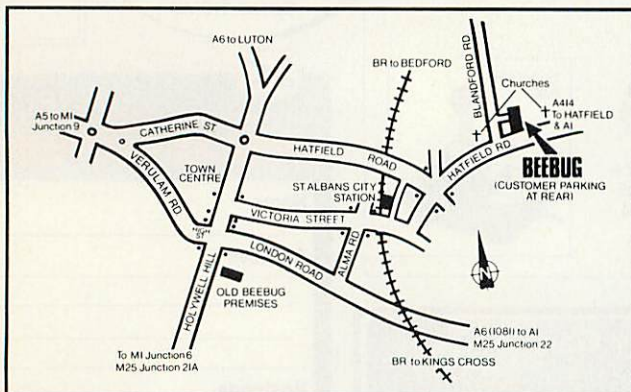 A6 to LUTON
BR to BEDFORD
BLANDFORD RD
Churches
A414
To HATFIELD
& A1
A5 to M1
Junction 9
CATHERINE ST
HATFIELD ROAD
HATFIELD RD
BEEBUG
(CUSTOMER PARKING
AT REAR)
VERULAM RD
TOWN
CENTRE
ST.ALBANS CITY
STATION
VICTORIA STREET
HIGH
ST
LONDON ROAD
ALMA RD
N
HOLYWELL HILL
OLD BEEBUG
PREMISES
A6 (1081) to A1
M25 Junction 22
To M1 Junction 6
M25 Junction 21A
BR to KINGS CROSS